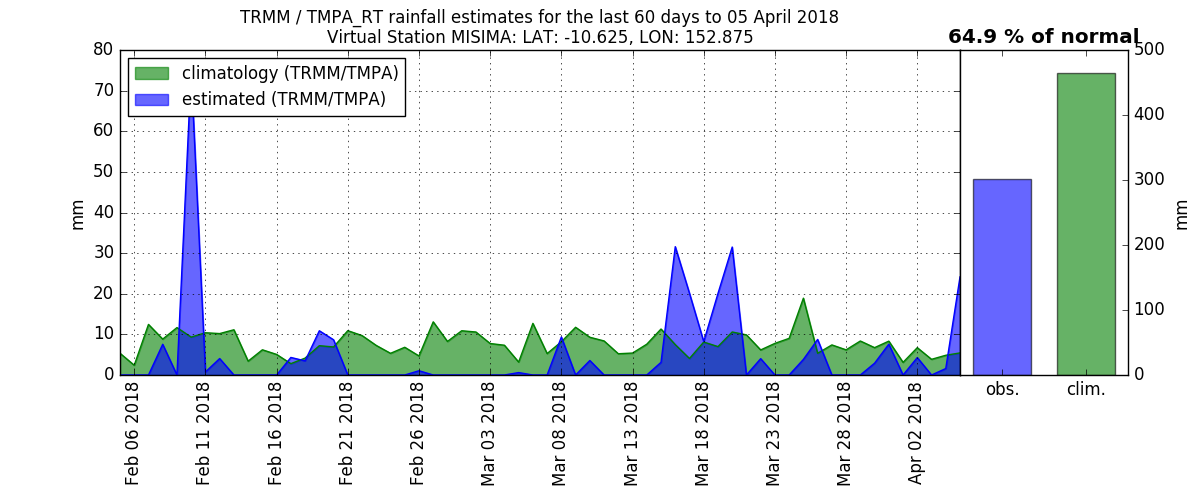 TRMM / TMPA_RT rainfall estimates for the last 60 days to 05 April 2018
Virtual Station MISIMA: LAT: -10.625, LON: 152.875
64.9 % of normal
climatology (TRMM/TMPA)
estimated (TRMM/TMPA)
80
70
60
50
40
30
20
10
0
mm
Feb 06 2018
Feb 11 2018
Feb 16 2018
Feb 21 2018
Feb 26 2018
Mar 03 2018
Mar 08 2018
Mar 13 2018
Mar 18 2018
Mar 23 2018
Mar 28 2018
Apr 02 2018
500
400
300
200
100
0
mm
obs.
clim.